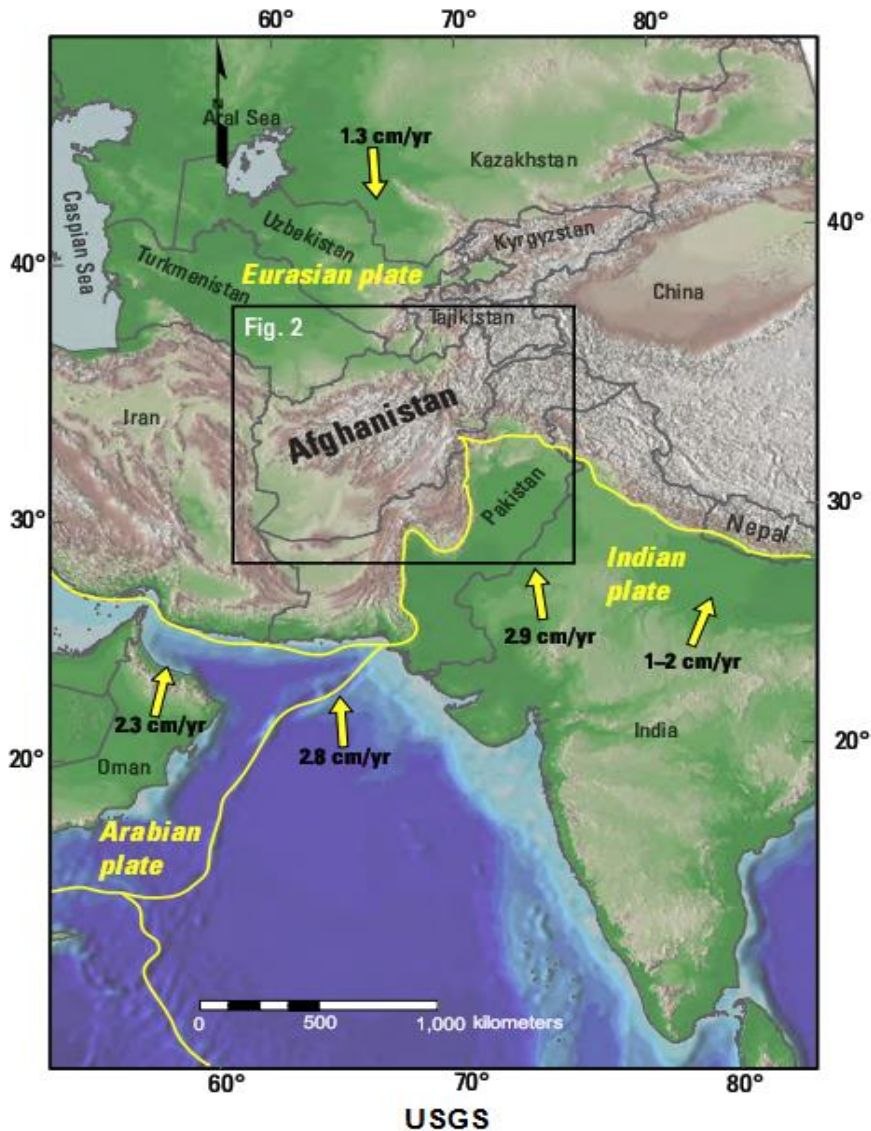 60°
70°
80°
Aral Sea
1.3 cm/yr
Kazakhstan
Caspian Sea
Uzbekistan
Kyrgyzstan
40°
40°
Turkmenistan
Eurasian plate
China
Fig. 2
Tajikistan
Iran
Afghanistan
Pakistan
30°
30°
Nepal
Indian
plate
2.9 cm/yr
1–2 cm/yr
2.3 cm/yr
2.8 cm/yr
India
20°
20°
Oman
Arabian
plate
0
500
1,000 kilometers
60°
70°
80°
USGS